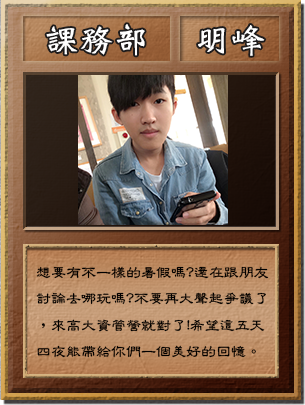 課務部
明峰
想要有不一樣的暑假嗎?還在跟朋友
討論去哪玩嗎?不要再大聲起爭議了
，來高大資管營就對了!希望這五天
四夜能帶給你們一個美好的回憶。